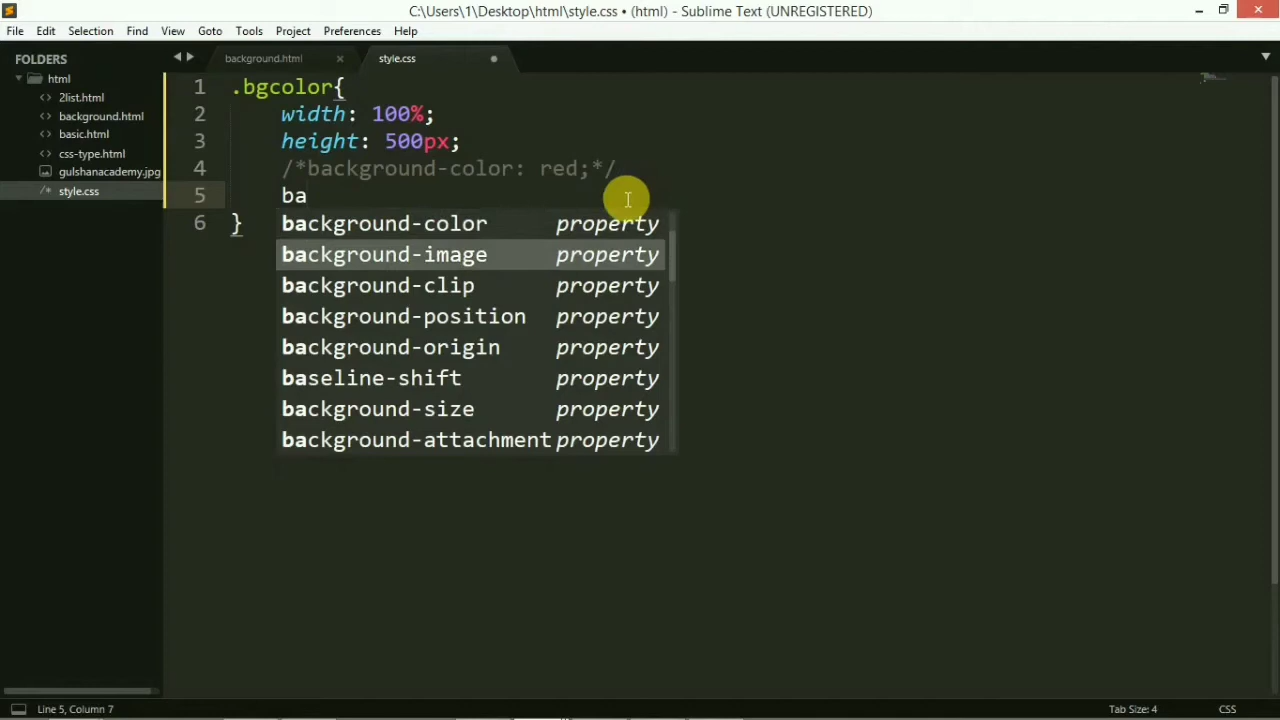 C:\Users\1\Desktop\html\style.css • (html) - Sublime Text (UNREGISTERED)
File Edit Selection Find View Goto Tools Project Preferences Help
FOLDERS
html
2list.html
background.html
basic.html
css-type.html
gulshanacademy.jpg
/* style.css
background.html ×
style.css
1 .bgcolor{
2 width: 100%;
3 height: 500px;
4 /*background-color: red;*/
5 ba
6 }
background-color property
background-image property
background-clip property
background-position property
background-origin property
baseline-shift property
background-size property
background-attachment property
Line 5, Column 7
Tab Size: 4
CSS